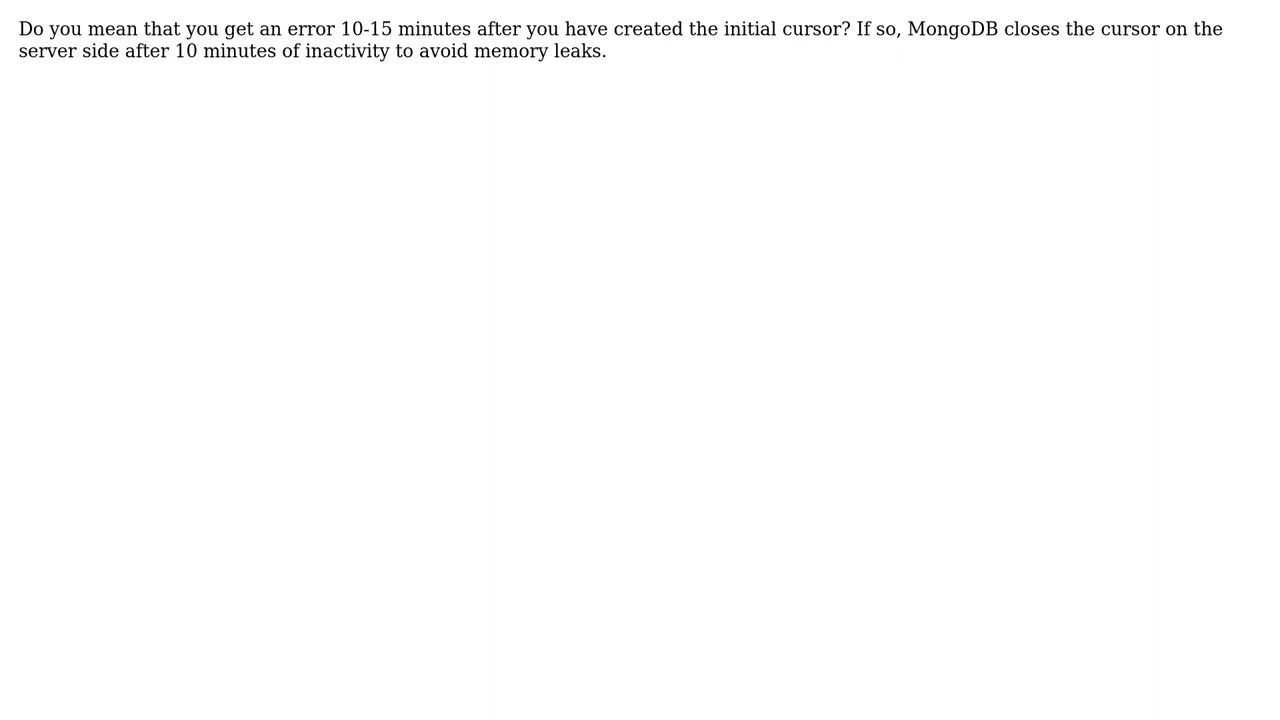 Do you mean that you get an error 10-15 minutes after you have created the initial cursor? If so, MongoDB closes the cursor on the
server side after 10 minutes of inactivity to avoid memory leaks.